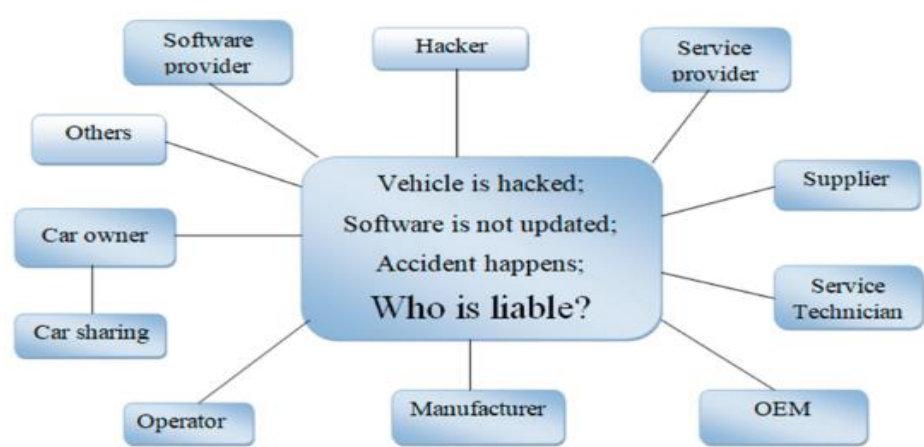 Software
provider
Hacker
Service
provider
Others
Vehicle is hacked;
Software is not updated;
Accident happens;
Who is liable?
Supplier
Car owner
Service
Technician
Car sharing
Operator
Manufacturer
OEM